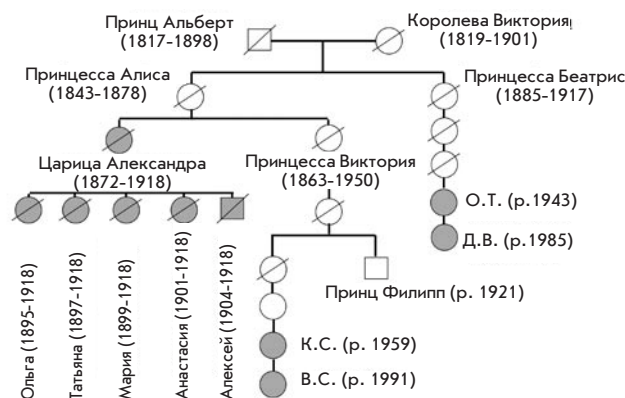 Принц Альберт
(1817-1898)
Королева Виктория
(1819-1901)
Принцесса Алиса
(1843-1878)
Принцесса Беатрис
(1885-1917)
Царица Александра
(1872-1918)
Принцесса Виктория
(1863-1950)
О.Т. (р.1943)
Д.В. (р.1985)
Ольга (1895-1918)
Татьяна (1897-1918)
Мария (1899-1918)
Анастасия (1901-1918)
Алексей (1904-1918)
Принц Филипп (р. 1921)
К.С. (р. 1959)
В.С. (р. 1991)